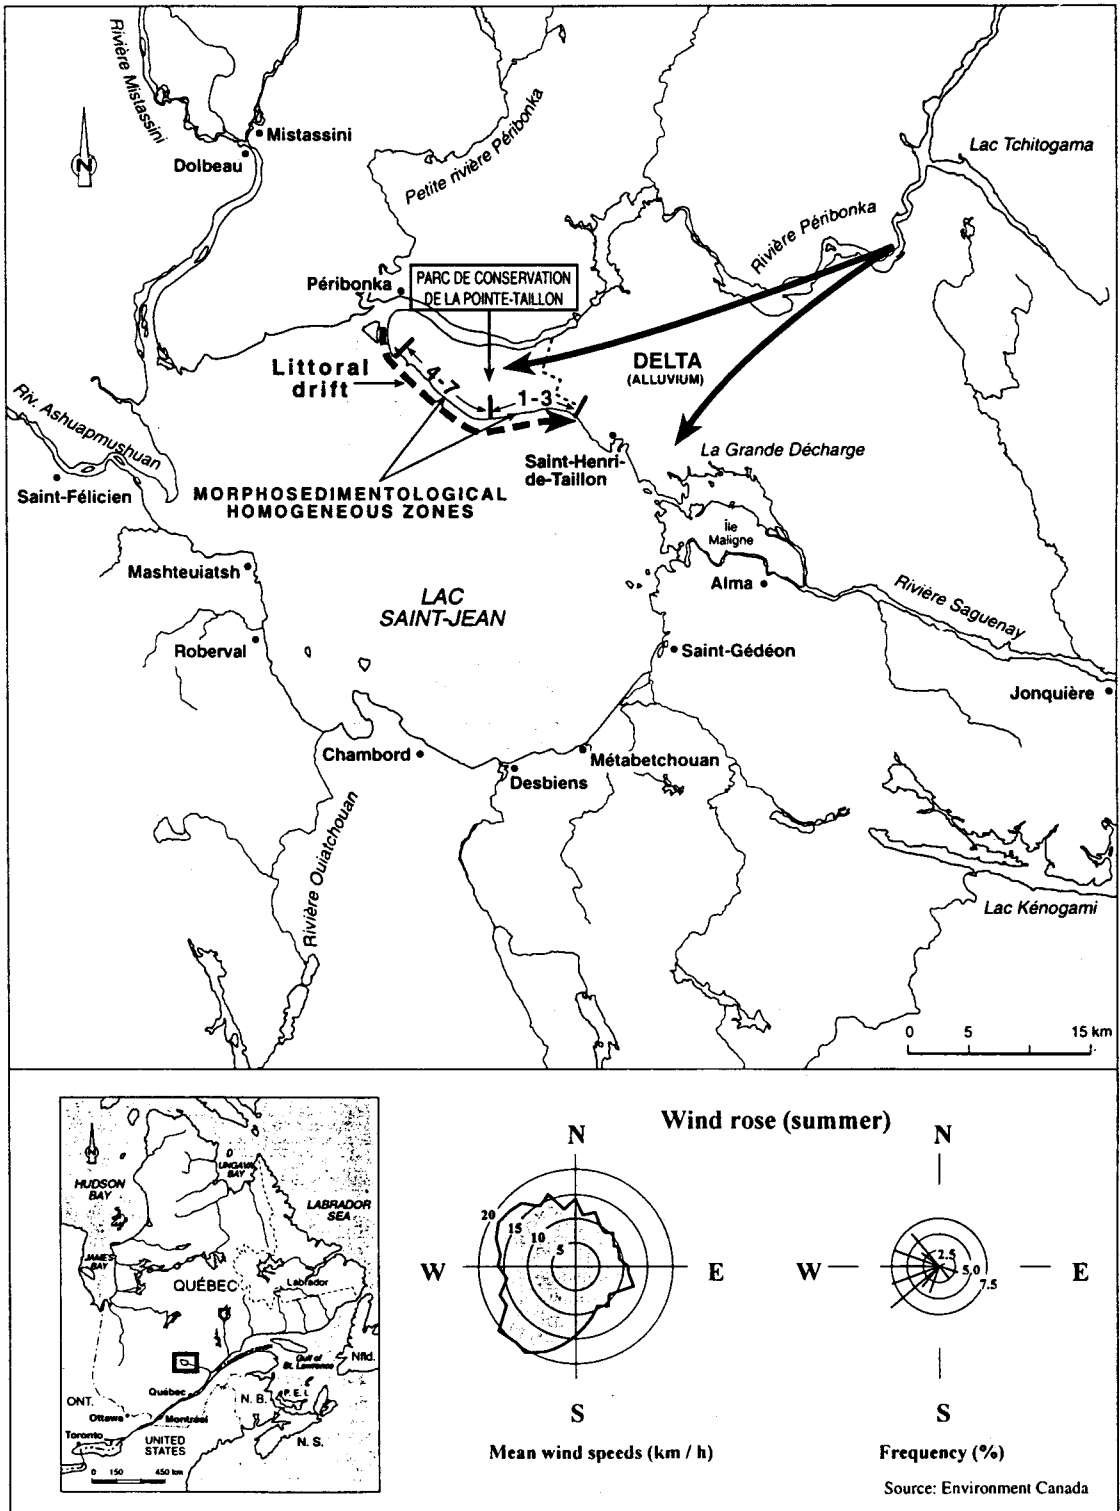 Rivière Mistassini
Mistassini
Dolbeau
N
Petite rivière Péribonka
Lac Tchitogama
Rivière Péribonka
Péribonka
PARC DE CONSERVATION
DE LA POINTE-TAILLON
Littoral
drift
4-7
1-3
DELTA
(ALLUVIUM)
Riv. Ashuapmushuan
Saint-Félicien
Saint-Henri-
de-Taillon
La Grande Décharge
MORPHOSEDIMENTOLOGICAL
HOMOGENEOUS ZONES
Île
Maligne
Mashteuiatsh
Alma
LAC
SAINT-JEAN
Rivière Saguenay
Roberval
Saint-Gédéon
Jonquière
Chambord
Métabetchouan
Desbiens
Rivière Ouiatchouan
Lac Kénogami
0 5 15 km
N
HUDSON
BAY
UNGAVA
BAY
LABRADOR
SEA
JAMES
BAY
QUÉBEC
Labrador
Gulf of
St. Lawrence
Nfld.
ONT.
Québec
N. B.
P. E. I.
Ottawa
Montréal
Toronto
UNITED
STATES
N. S.
0 150 450 km
Wind rose (summer)
N
20
15
10
5
W
E
S
Mean wind speeds (km / h)
N
2.5
5.0
7.5
W
E
S
Frequency (%)
Source: Environment Canada